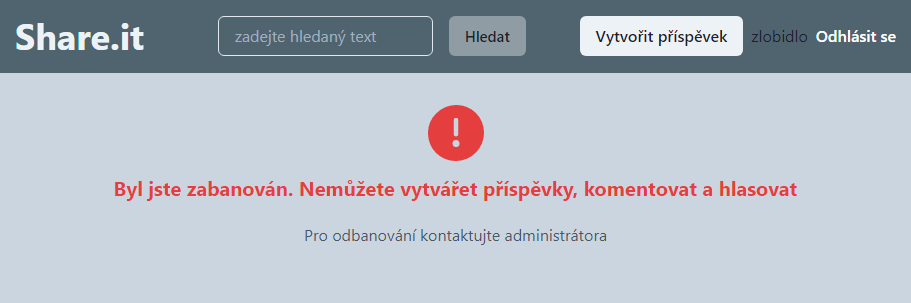 Share.it
zadejte hledaný text
Hledat
Vytvořit příspěvek
zlobidlo
Odhlásit se
Byl jste zabanován. Nemůžete vytvářet příspěvky, komentovat a hlasovat
Pro odbanování kontaktujte administrátora